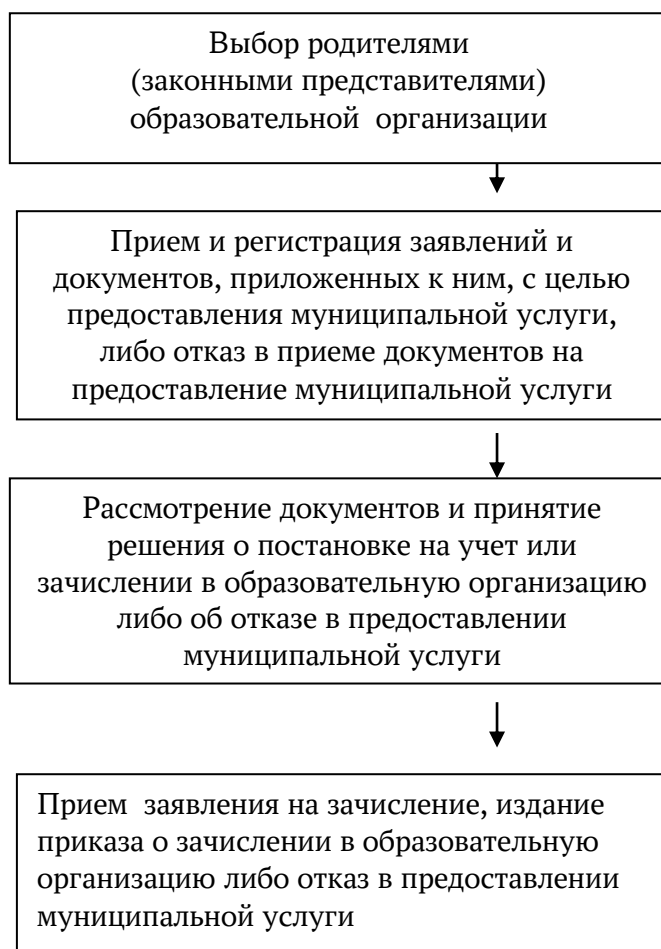 Выбор родителями
(законными представителями)
образовательной организации
Прием и регистрация заявлений и
документов, приложенных к ним, с целью
предоставления муниципальной услуги,
либо отказ в приеме документов на
предоставление муниципальной услуги
Рассмотрение документов и принятие
решения о постановке на учет или
зачислении в образовательную организацию
либо об отказе в предоставлении
муниципальной услуги
Прием заявления на зачисление, издание
приказа о зачислении в образовательную
организацию либо отказ в предоставлении
муниципальной услуги